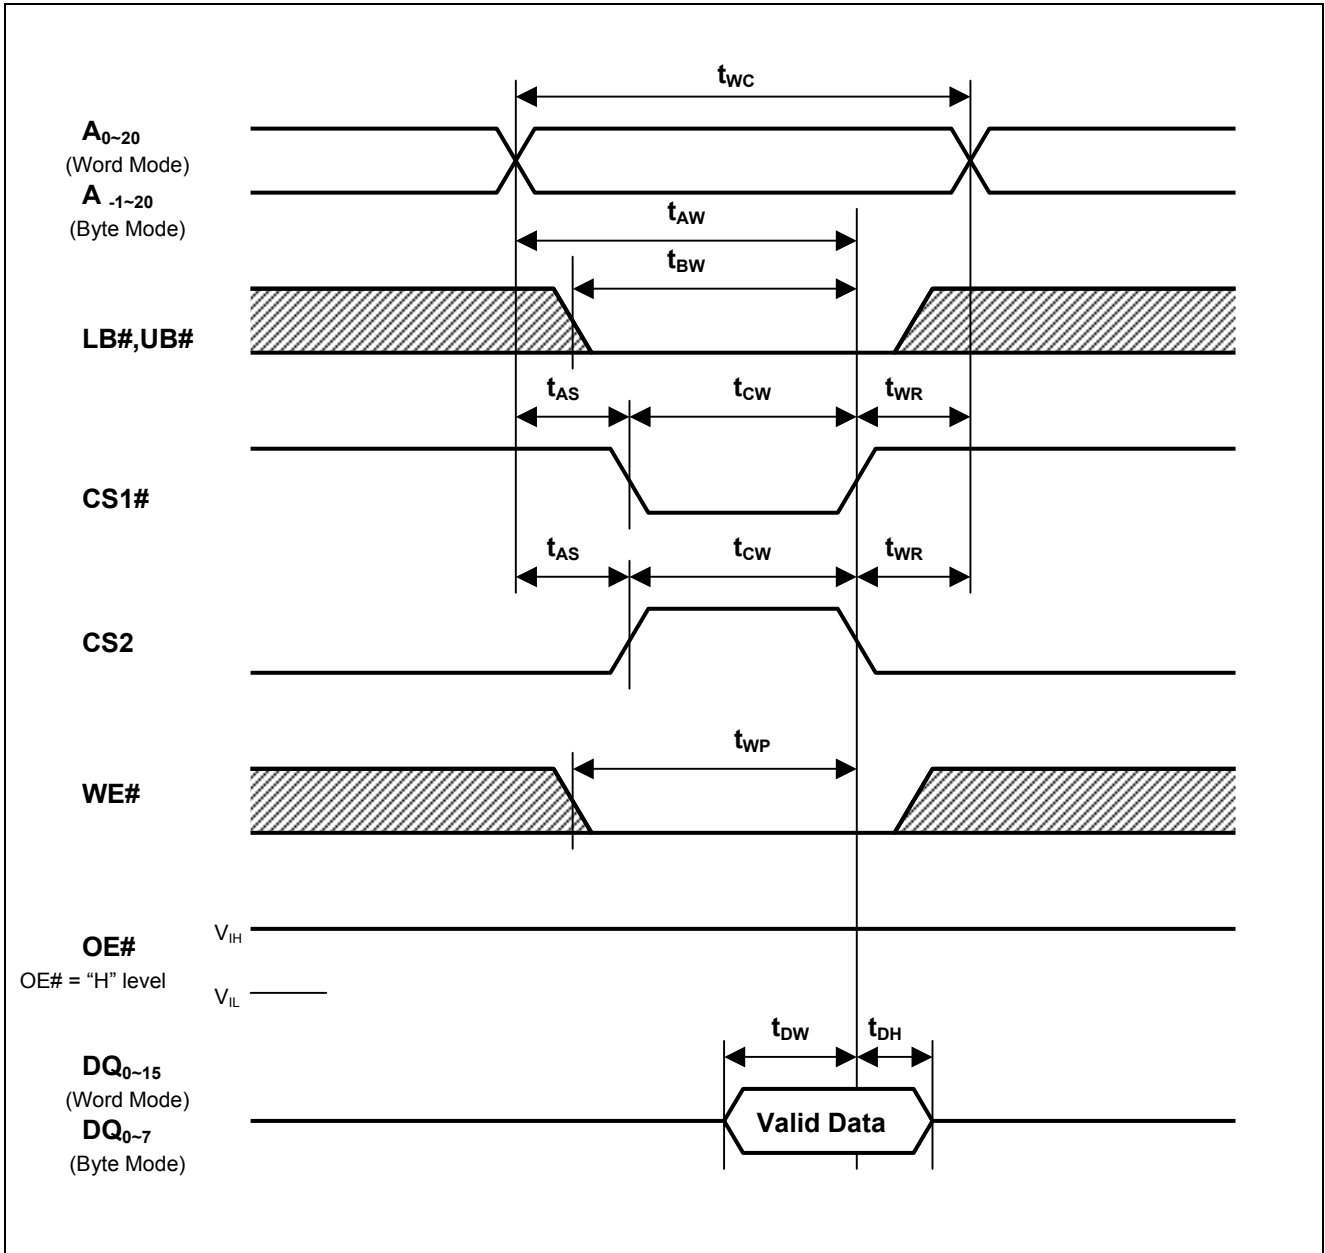 tWC
A0~20
(Word Mode)
A -1~20
(Byte Mode)
tAW
tBW
LB#,UB#
tAS tCW tWR
CS1#
tAS tCW tWR
CS2
tWP
WE#
VIH
OE#
OE# = “H” level
VIL
tDW tDH
DQ0~15
(Word Mode)
Valid Data
DQ0~7
(Byte Mode)